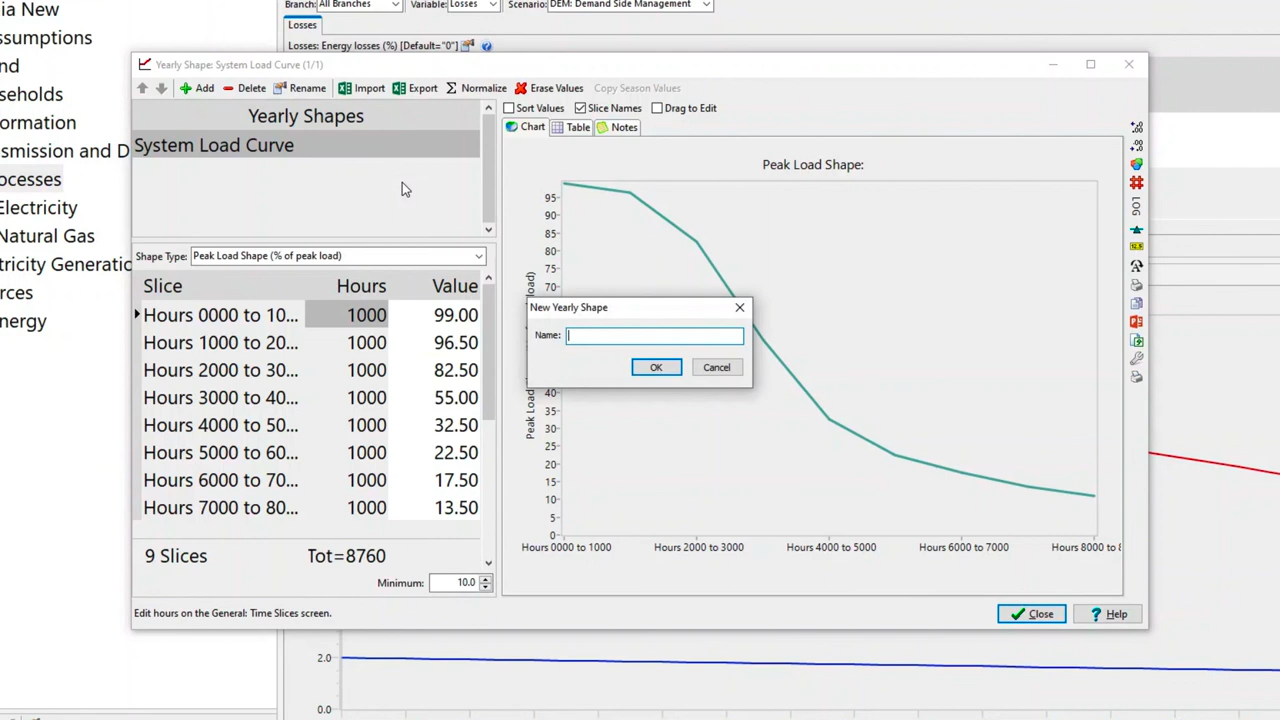 ia New
ssumptions
nd
seholds
ormation
nsmission and D
ocesses
Electricity
Natural Gas
tricity Generatio
rces
nergy
Branch: All Branches Variable: Losses Scenario: DEM: Demand Side Management
Losses
Losses: Energy losses (%) [Default="0"]
Yearly Shape: System Load Curve (1/1)
Add Delete Rename Import Export Normalize Erase Values Copy Season Values
Yearly Shapes
System Load Curve
Shape Type: Peak Load Shape (% of peak load)
Slice Hours Value
Hours 0000 to 10... 1000 99.00
Hours 1000 to 20... 1000 96.50
Hours 2000 to 30... 1000 82.50
Hours 3000 to 40... 1000 55.00
Hours 4000 to 50... 1000 32.50
Hours 5000 to 60... 1000 22.50
Hours 6000 to 70... 1000 17.50
Hours 7000 to 80... 1000 13.50
9 Slices Tot=8760
Minimum: 10.0
Edit hours on the General: Time Slices screen.
Sort Values Slice Names Drag to Edit
Chart Table Notes
Peak Load Shape:
95
90
85
80
75
70
40
35
30
25
20
15
10
5
0
Peak Load
load)
Hours 0000 to 1000 Hours 2000 to 3000 Hours 4000 to 5000 Hours 6000 to 7000 Hours 8000 to 8
New Yearly Shape
Name:
OK Cancel
LOG
Close Help
2.0
0.0